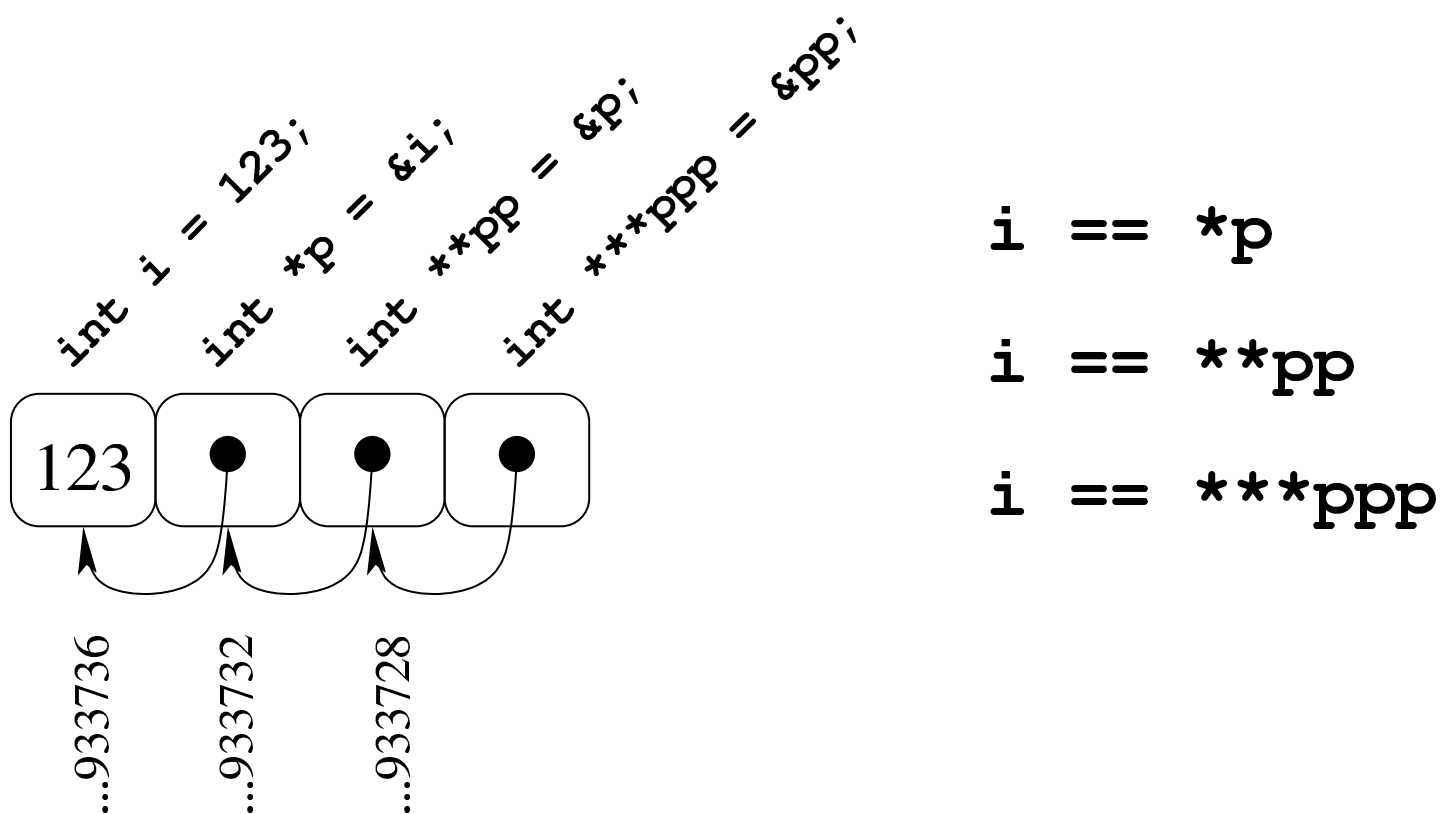 int i = 123;
int *p = &i;
int **pp = &p;
int ***ppp = &pp;
123
...933736
...933732
...933728
i == *p
i == **pp
i == ***ppp